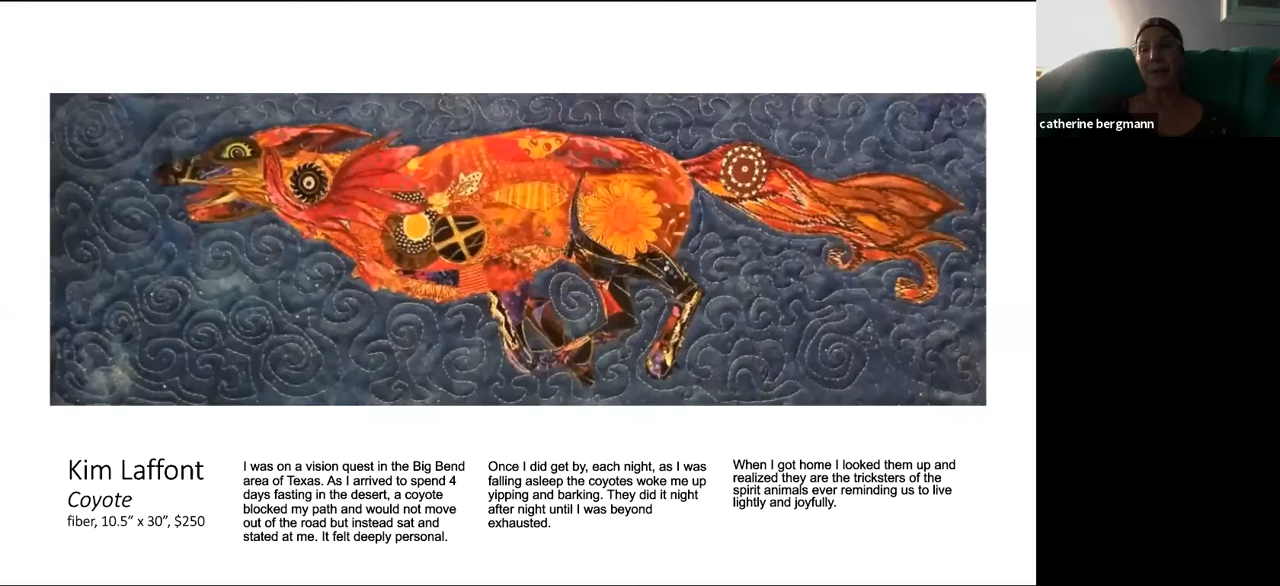 catherine bergmann
Kim Laffont
Coyote
fiber, 10.5” x 30”, $250
I was on a vision quest in the Big Bend
area of Texas. As I arrived to spend 4
days fasting in the desert, a coyote
blocked my path and would not move
out of the road but instead sat and
stated at me. It felt deeply personal.
Once I did get by, each night, as I was
falling asleep the coyotes woke me up
yipping and barking. They did it night
after night until I was beyond
exhausted.
When I got home I looked them up and
realized they are the tricksters of the
spirit animals ever reminding us to live
lightly and joyfully.